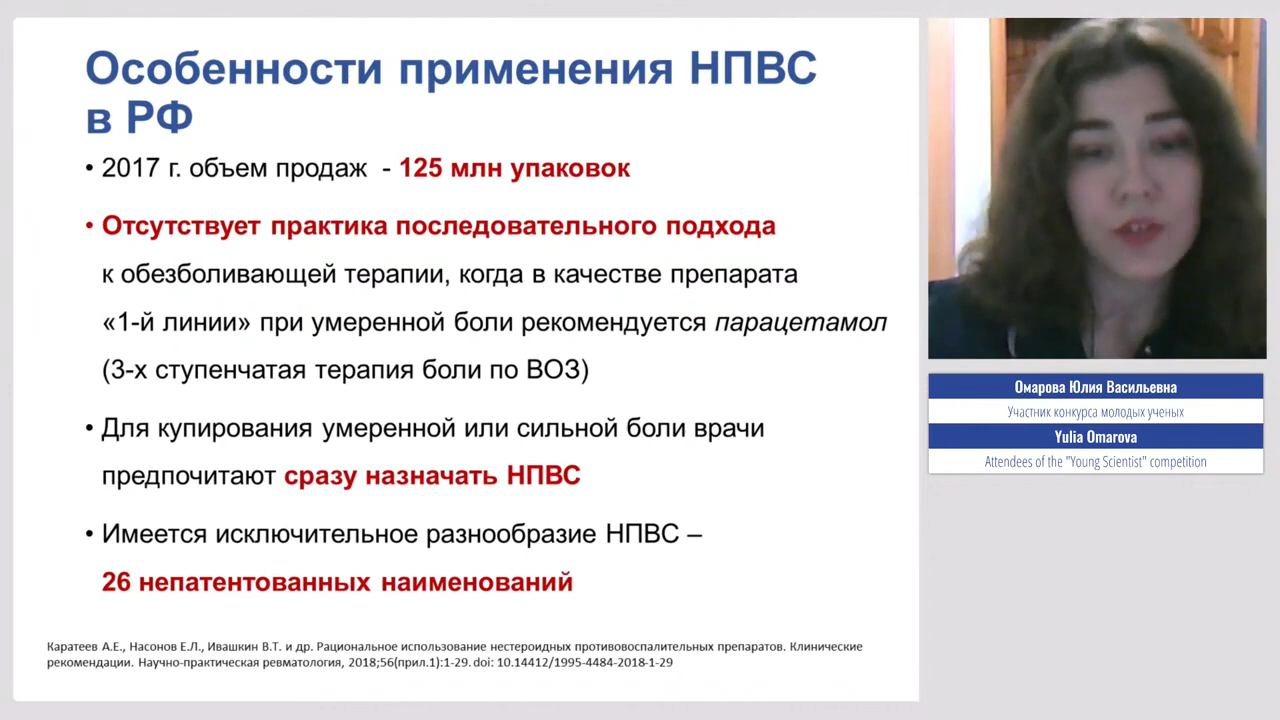 Особенности применения НПВС
в РФ
• 2017 г. объем продаж - 125 млн упаковок
• Отсутствует практика последовательного подхода
к обезболивающей терапии, когда в качестве препарата
«1-й линии» при умеренной боли рекомендуется парацетамол
(3-х ступенчатая терапия боли по ВОЗ)
• Для купирования умеренной или сильной боли врачи
предпочитают сразу назначать НПВС
• Имеется исключительное разнообразие НПВС –
26 непатентованных наименований
Каратеев А.Е., Насонов Е.Л., Ивашкин В.Т. и др. Рациональное использование нестероидных противовоспалительных препаратов. Клинические
рекомендации. Научно-практическая ревматология, 2018;56(прил.1):1-29. doi: 10.14412/1995-4484-2018-1-29
Омарова Юлия Васильевна
Участник конкурса молодых ученых
Yulia Omarova
Attendees of the "Young Scientist" competition